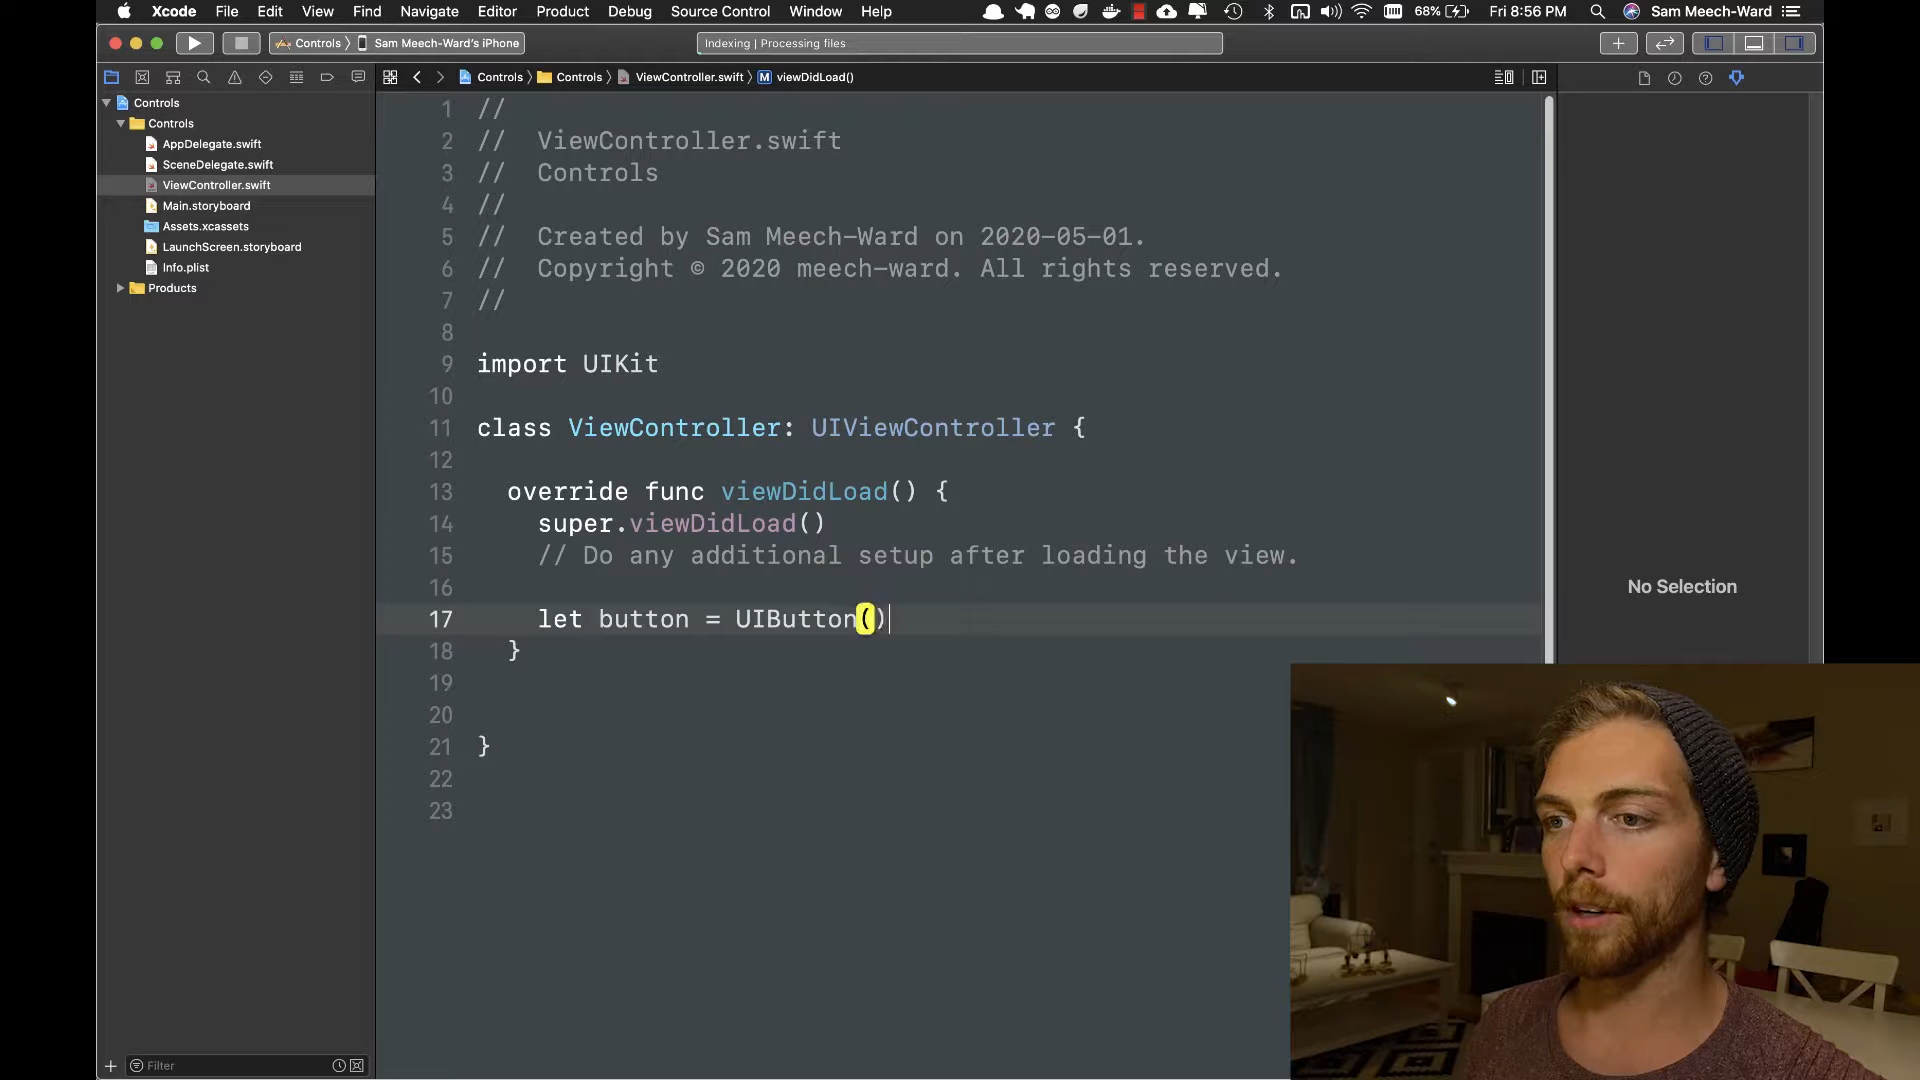 Xcode File Edit View Find Navigate Editor Product Debug Source Control Window Help 68% Fri 8:56 PM Sam Meech-Ward
Controls Sam Meech-Ward's iPhone
Indexing | Processing files
Controls Controls ViewController.swift M viewDidLoad()
Controls
Controls
AppDelegate.swift
SceneDelegate.swift
ViewController.swift
Main.storyboard
Assets.xcassets
LaunchScreen.storyboard
Info.plist
Products
Filter
1 //
2 //  ViewController.swift
3 //  Controls
4 //
5 //  Created by Sam Meech-Ward on 2020-05-01.
6 //  Copyright © 2020 meech-ward. All rights reserved.
7 //
8
9 import UIKit
10
11 class ViewController: UIViewController {
12
13   override func viewDidLoad() {
14     super.viewDidLoad()
15     // Do any additional setup after loading the view.
16
17     let button = UIButton()
18   }
19
20
21 }
22
23
No Selection